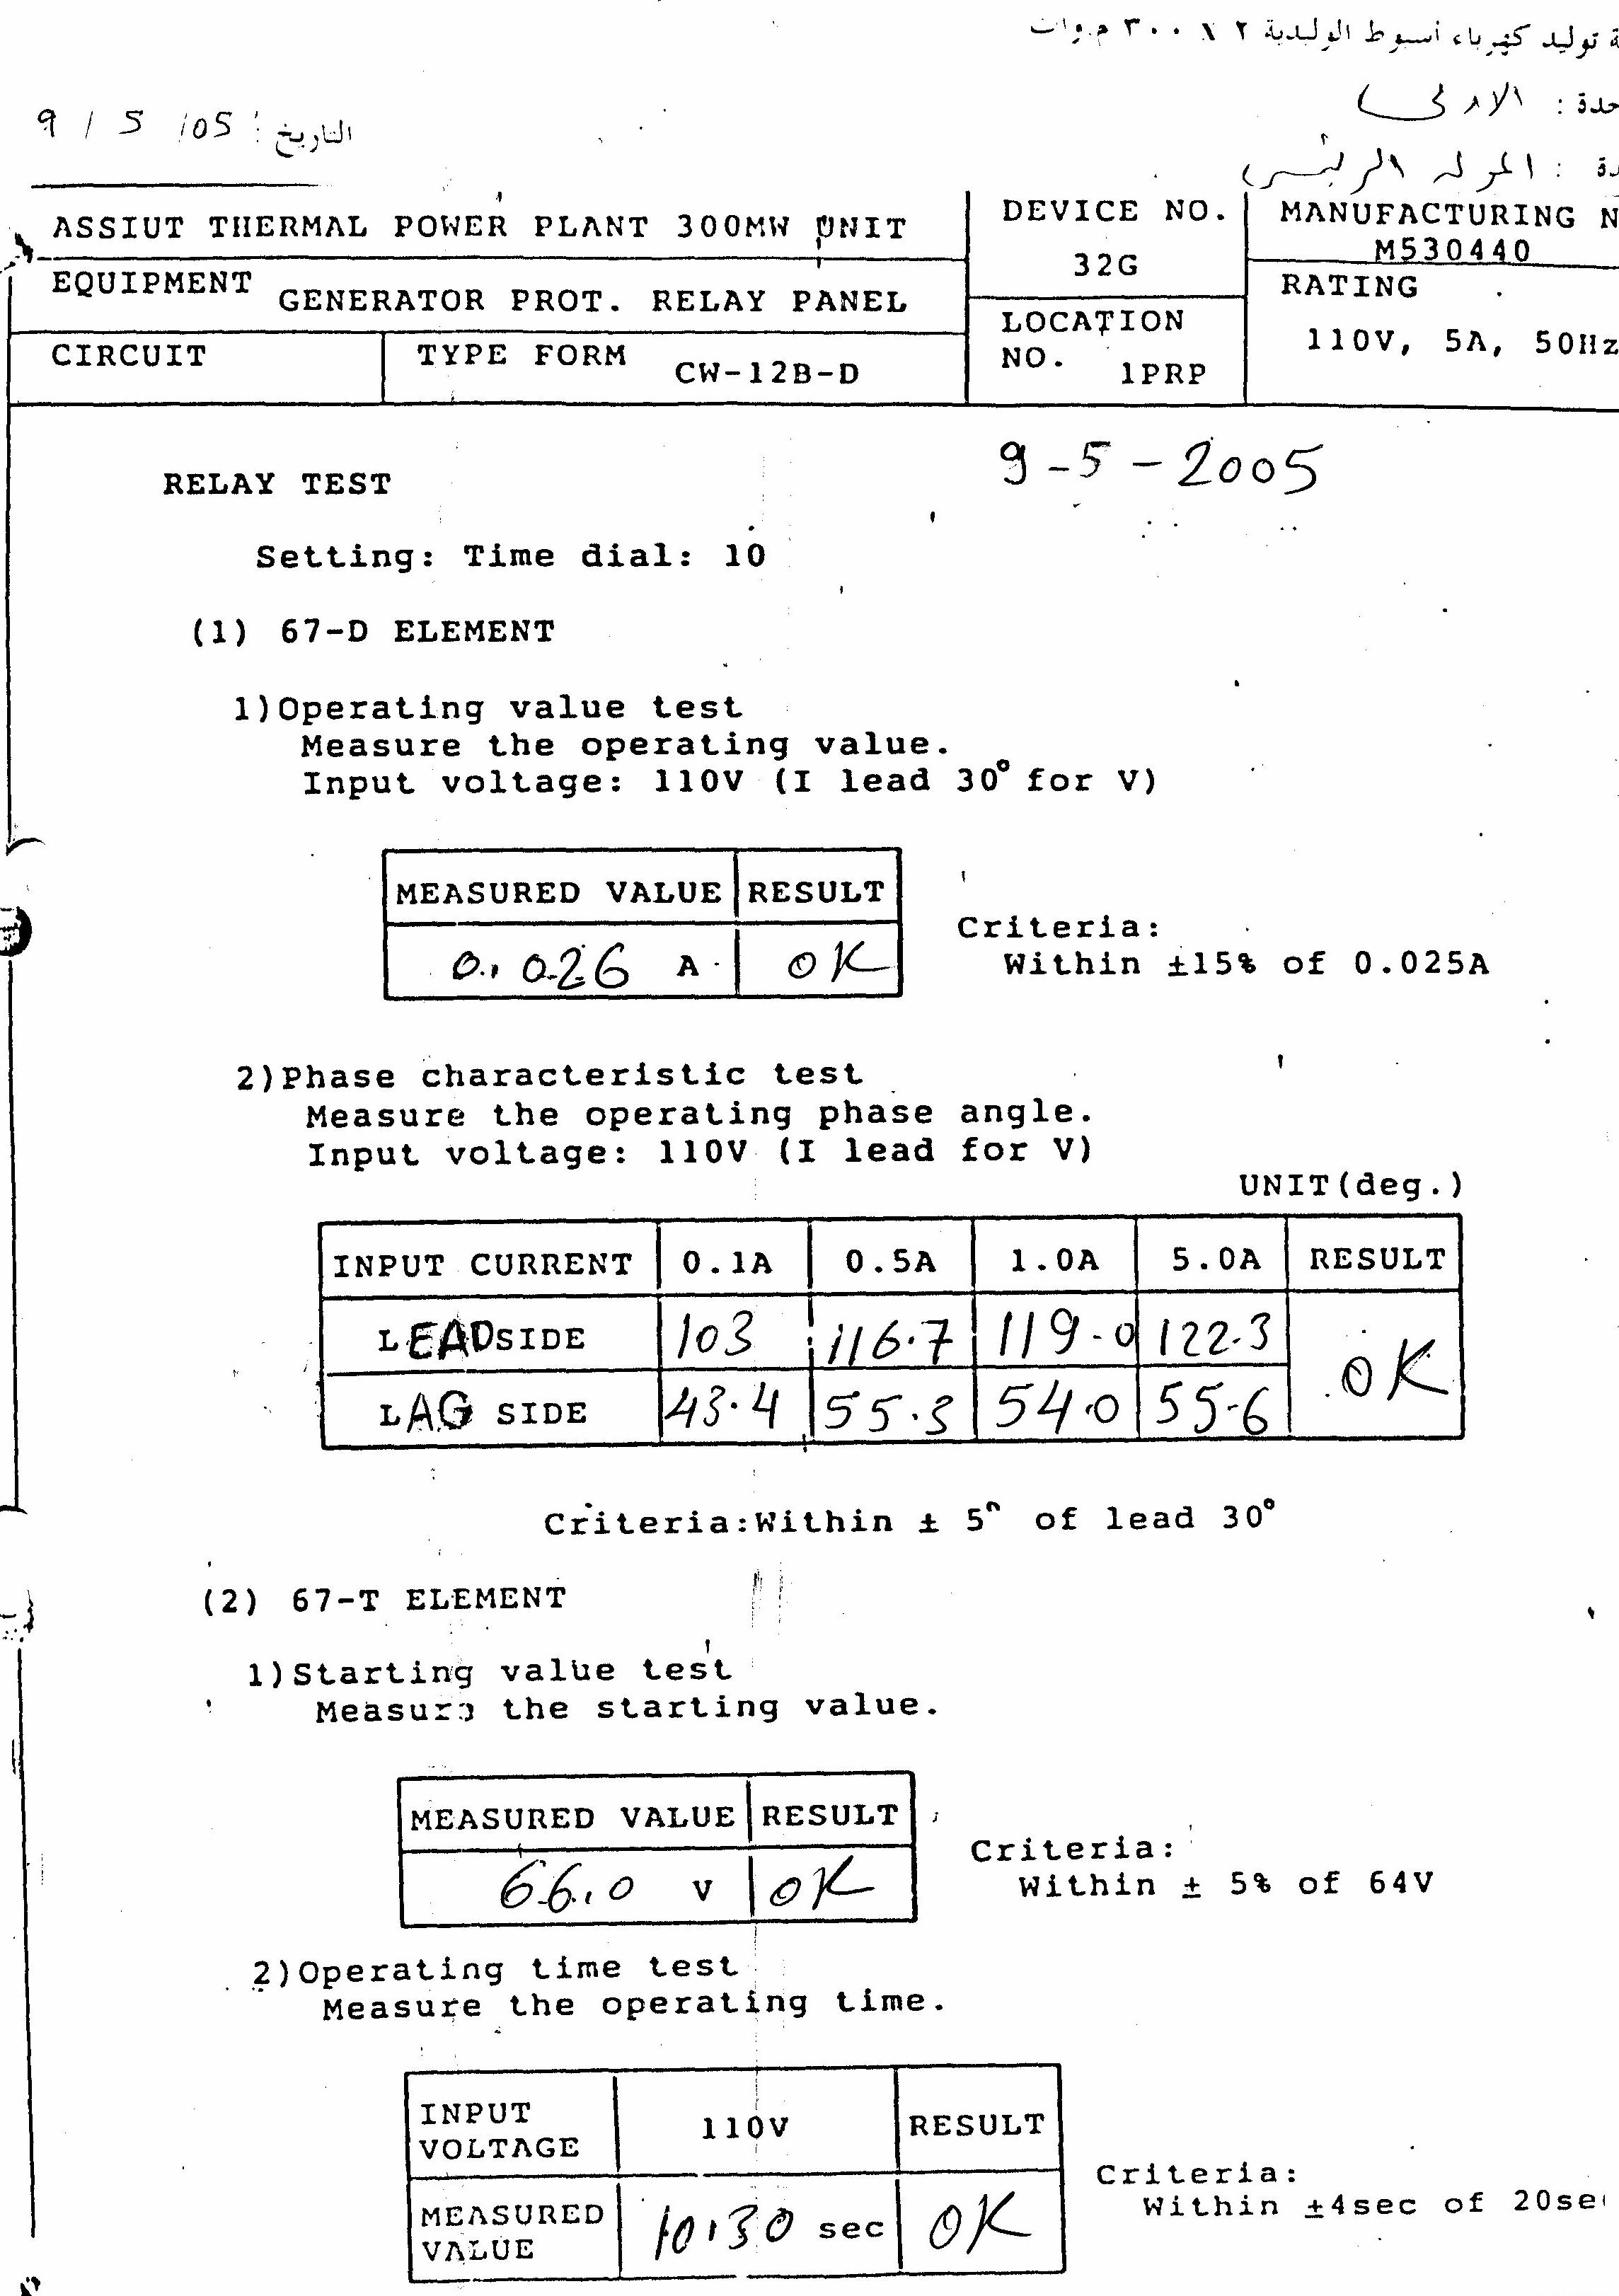 توليد كهرباء أسيوط الوليدية ٢ x ٣٠٠ م.وات
الاولى
التاريخ : 9 / 5 /05
: المولد الرئيسى
ASSIUT THERMAL POWER PLANT 300MW UNIT
DEVICE NO.
32G
MANUFACTURING N
M530440
EQUIPMENT GENERATOR PROT. RELAY PANEL
LOCATION
NO. 1PRP
RATING
110V, 5A, 50Hz
CIRCUIT
TYPE FORM CW-12B-D
9-5-2005
RELAY TEST
Setting: Time dial: 10
(1) 67-D ELEMENT
1)Operating value test
Measure the operating value.
Input voltage: 110V (I lead 30° for V)
MEASURED VALUE RESULT
0.026 A OK
Criteria:
Within ±15% of 0.025A
2)Phase characteristic test
Measure the operating phase angle.
Input voltage: 110V (I lead for V)
UNIT(deg.)
INPUT CURRENT 0.1A 0.5A 1.0A 5.0A RESULT
LEADSIDE 103 116.7 119.0 122.3 OK
LAG SIDE 43.4 55.3 54.0 55.6
Criteria:Within ± 5° of lead 30°
(2) 67-T ELEMENT
1)Starting value test
Measure the starting value.
MEASURED VALUE RESULT
66.0 V OK
Criteria:
Within ± 5% of 64V
2)Operating time test
Measure the operating time.
INPUT VOLTAGE 110V RESULT
MEASURED VALUE 10.30 sec OK
Criteria:
Within ±4sec of 20se